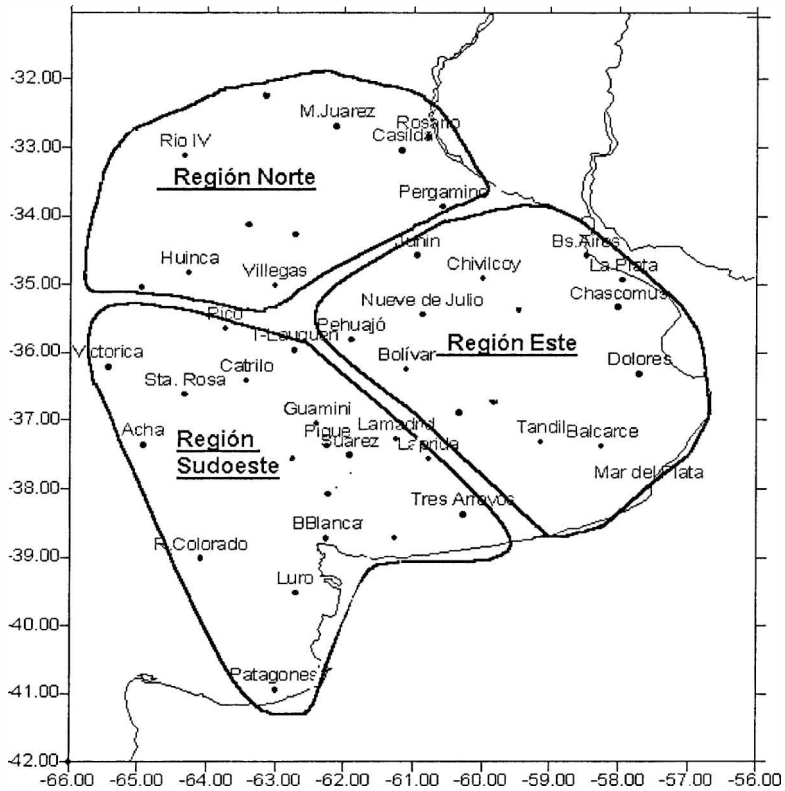 -32.00
-33.00
-34.00
-35.00
-36.00
-37.00
-38.00
-39.00
-40.00
-41.00
-42.00
M.Juarez
Rosario
Casilda
Rio IV
Región Norte
Pergamino
Huinca
Villegas
Junin
Bs.Aires
Chivilcoy
La Plata
Chascomus
Nueve de Julio
Pico
T-Lauquen
Pehuajó
Región Este
Victorica
Catrilo
Bolívar
Dolores
Sta. Rosa
Guamini
Acha
Región
Sudoeste
Pigue
Suarez
Lamadrid
Laprida
Tandil
Balcarce
Mar del Plata
Tres Arroyos
BBlanca
R.Colorado
Luro
Patagones
-66.00 -65.00 -64.00 -63.00 -62.00 -61.00 -60.00 -59.00 -58.00 -57.00 -56.00